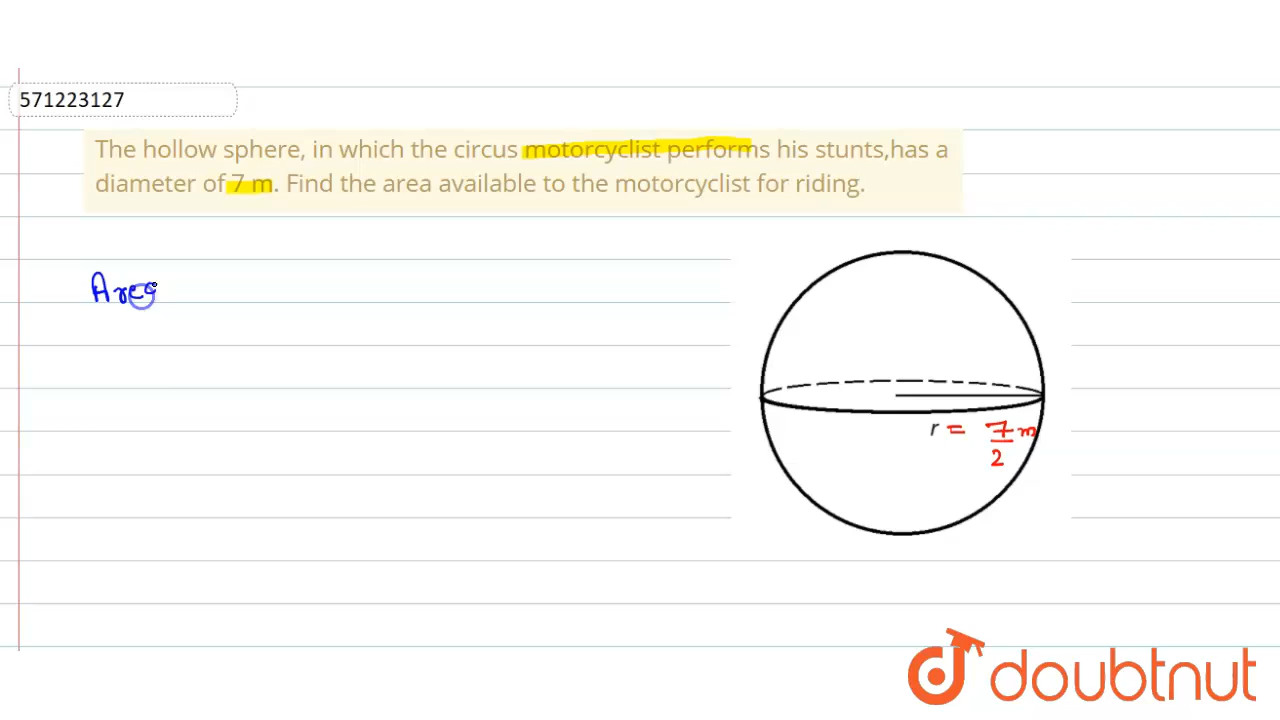 571223127
The hollow sphere, in which the circus motorcyclist performs his stunts,has a
diameter of 7 m. Find the area available to the motorcyclist for riding.
Area
r = 7/2 m
doubtnut